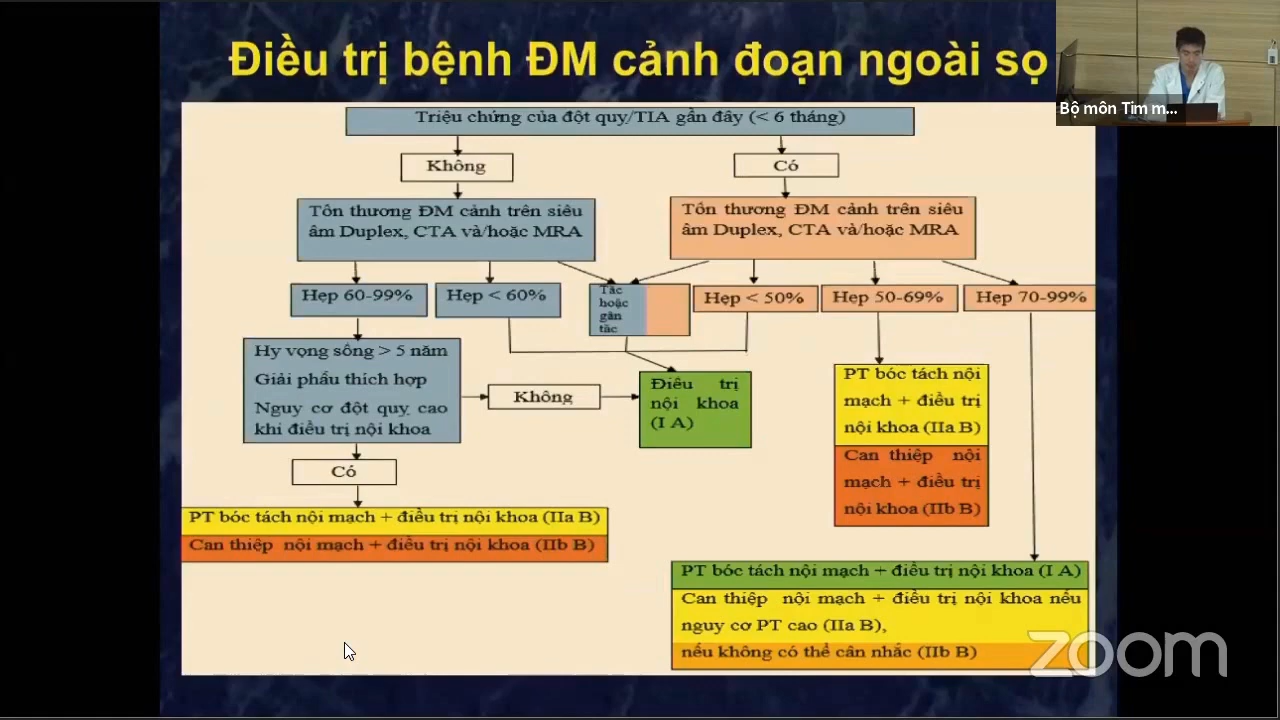 Điều trị bệnh ĐM cảnh đoạn ngoài sọ
Bộ môn Tim m...
Triệu chứng của đột quy/TIA gần đây (< 6 tháng)
Không
Có
Tổn thương ĐM cảnh trên siêu
âm Duplex, CTA và/hoặc MRA
Tổn thương ĐM cảnh trên siêu
âm Duplex, CTA và/hoặc MRA
Hẹp 60-99%
Hẹp < 60%
Tắc
hoặc
gần
tắc
Hẹp < 50%
Hẹp 50-69%
Hẹp 70-99%
Hy vọng sống > 5 năm
Giải phẩu thích hợp
Nguy cơ đột quỵ cao
khi điều trị nội khoa
Không
Điều trị
nội khoa
(I A)
PT bóc tách nội
mạch + điều trị
nội khoa (IIa B)
Can thiệp nội
mạch + điều trị
nội khoa (IIb B)
Có
PT bóc tách nội mạch + điều trị nội khoa (IIa B)
Can thiệp nội mạch + điều trị nội khoa (IIb B)
PT bóc tách nội mạch + điều trị nội khoa (I A)
Can thiệp nội mạch + điều trị nội khoa nếu
nguy cơ PT cao (IIa B),
nếu không có thể cân nhắc (IIb B)
zoom